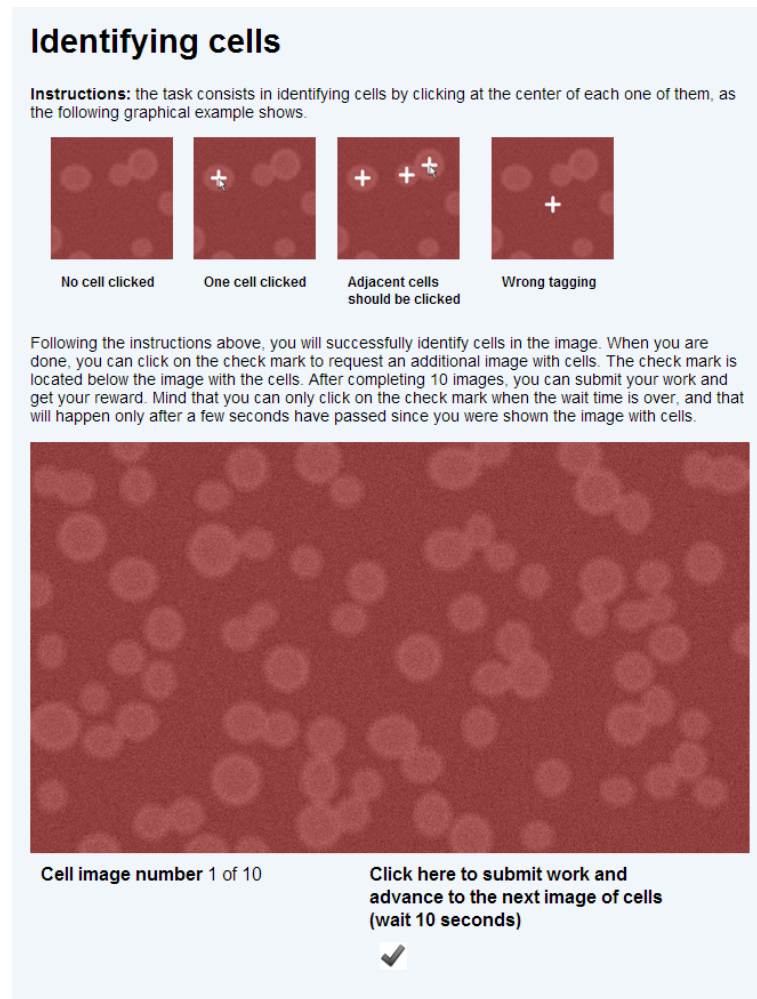 Identifying cells
Instructions: the task consists in identifying cells by clicking at the center of each one of them, as
the following graphical example shows.
No cell clicked
One cell clicked
Adjacent cells
should be clicked
Wrong tagging
Following the instructions above, you will successfully identify cells in the image. When you are
done, you can click on the check mark to request an additional image with cells. The check mark is
located below the image with the cells. After completing 10 images, you can submit your work and
get your reward. Mind that you can only click on the check mark when the wait time is over, and that
will happen only after a few seconds have passed since you were shown the image with cells.
Cell image number 1 of 10
Click here to submit work and
advance to the next image of cells
(wait 10 seconds)